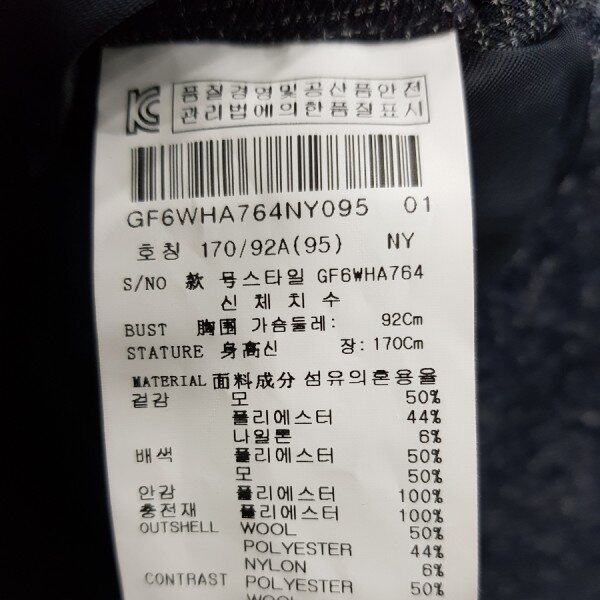 KC 품질경영및공산품안전
관리법에의한품질표시
GF6WHA764NY095 01
호칭 170/92A(95) NY
S/NO 款 号스타일 GF6WHA764
신체치수
BUST 胸围 가슴둘레: 92Cm
STATURE 身高신 장: 170Cm
MATERIAL 面料成分 섬유의혼용율
겉감 모 50%
폴리에스터 44%
나일론 6%
배색 폴리에스터 50%
모 50%
안감 폴리에스터 100%
충전재 폴리에스터 100%
OUTSHELL WOOL 50%
POLYESTER 44%
NYLON 6%
CONTRAST POLYESTER 50%
WOOL